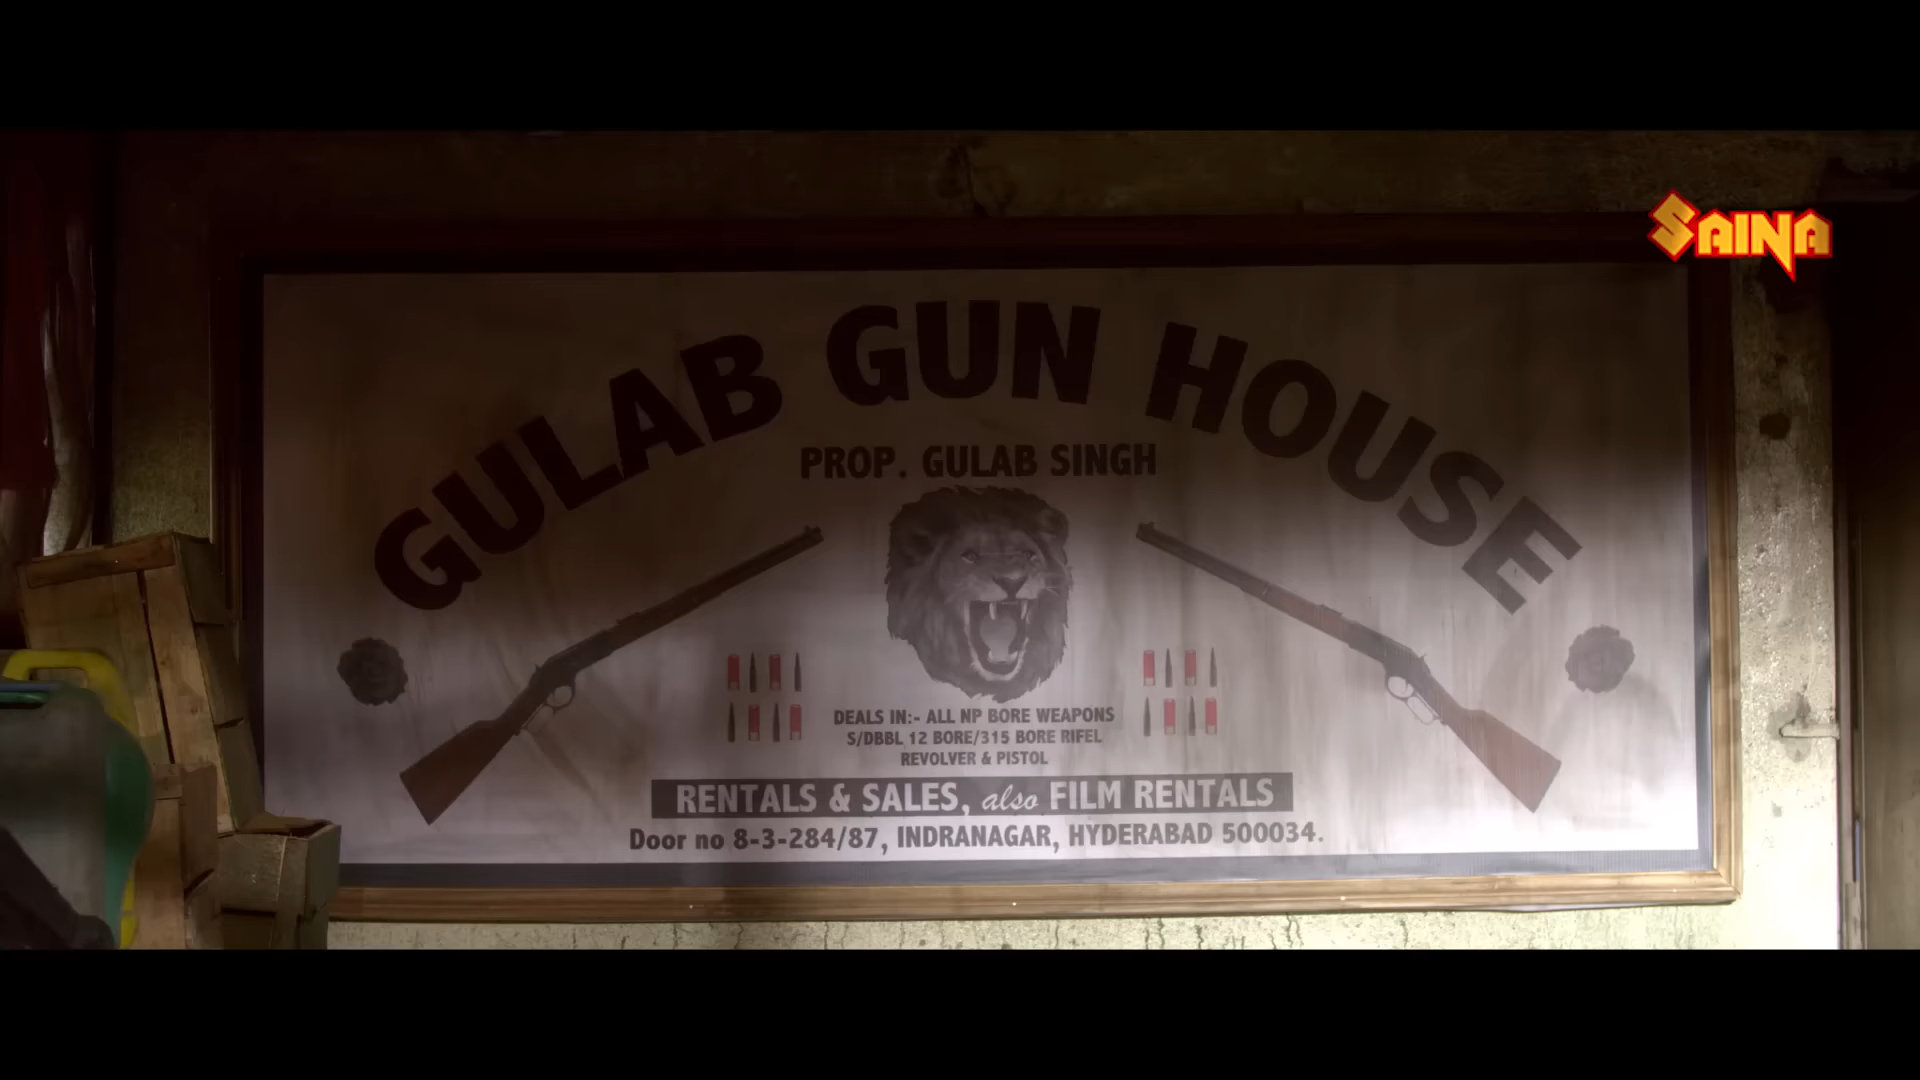 SAINA
GULAB GUN HOUSE
PROP. GULAB SINGH
DEALS IN:- ALL NP BORE WEAPONS
S/DBBL 12 BORE/315 BORE RIFEL
REVOLVER & PISTOL
RENTALS & SALES, also FILM RENTALS
Door no 8-3-284/87, INDRANAGAR, HYDERABAD 500034.